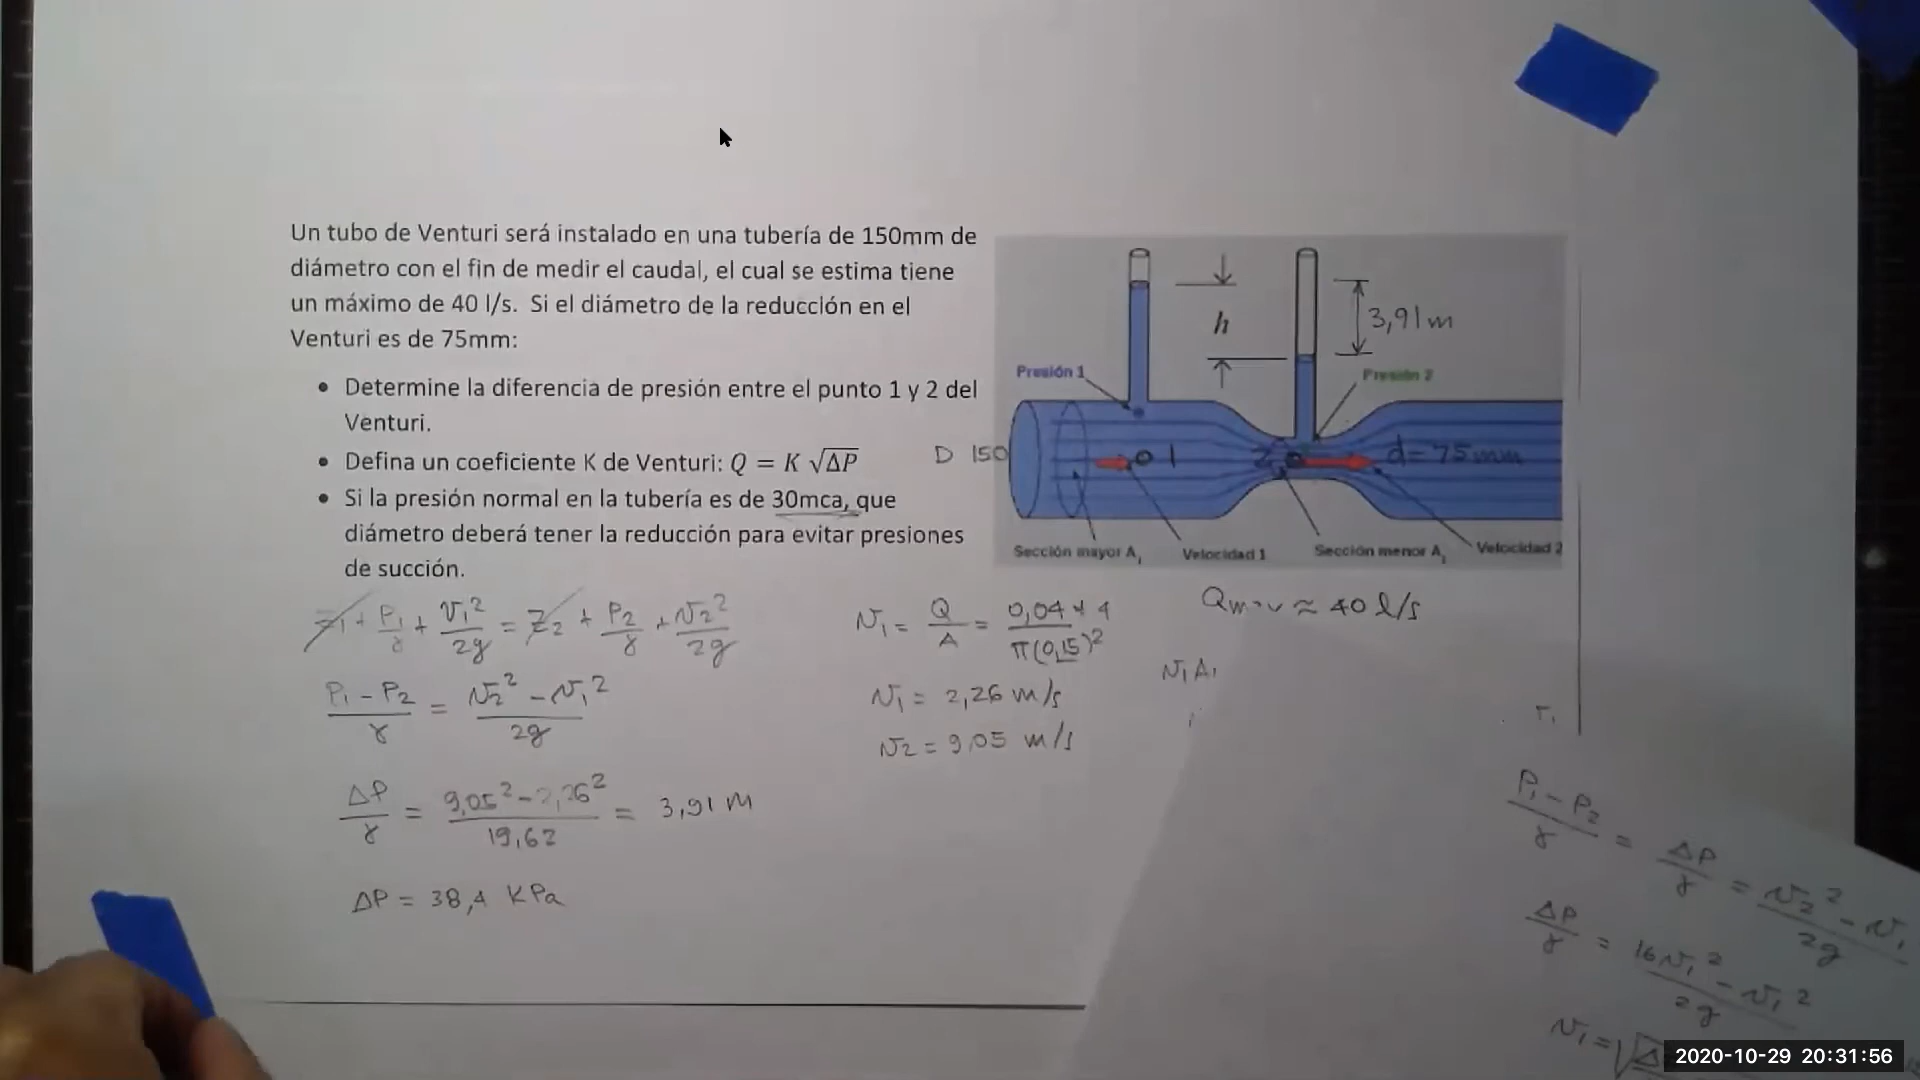 Un tubo de Venturi será instalado en una tubería de 150mm de
diámetro con el fin de medir el caudal, el cual se estima tiene
un máximo de 40 l/s. Si el diámetro de la reducción en el
Venturi es de 75mm:
• Determine la diferencia de presión entre el punto 1 y 2 del
Venturi.
• Defina un coeficiente K de Venturi: Q = K √ΔP
• Si la presión normal en la tubería es de 30mca, que
diámetro deberá tener la reducción para evitar presiones
de succión.
h
3,91 m
Presión 1
Presión 2
D 150
1
2
d = 75 mm
Sección mayor A₁
Velocidad 1
Sección menor A₂
Velocidad 2
Z₁ + P₁/γ + V₁²/2g = Z₂ + P₂/γ + V₂²/2g
(P₁ - P₂)/γ = (V₂² - V₁²)/2g
ΔP/γ = (9,05² - 2,26²)/19,62 = 3,91 m
ΔP = 38,4 KPa
V₁ = Q/A = 0,04 * 4/π(0,15)²
V₁ = 2,26 m/s
V₂ = 9,05 m/s
≈ 40 l/s
V₁A₁
(P₁ - P₂)/γ = ΔP/γ = (V₂² - V₁)/2g
ΔP/γ = (16V₁² - V₁²)/2g
V₁ = √Δ
2020-10-29 20:31:56